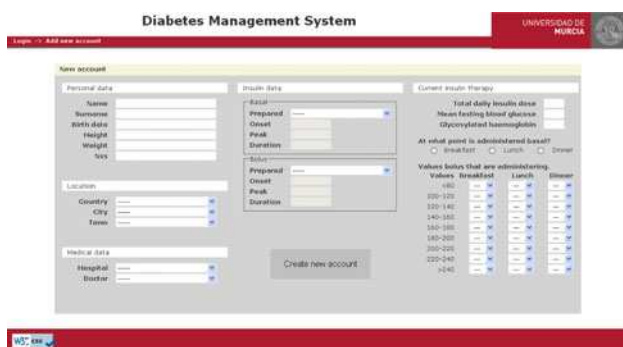 Diabetes Management System
UNIVERSIDAD DE
MURCIA
Login -> Add new account
New account
Personal data
Name
Surname
Birth date
Height
Weight
Location
Country
City
Town
Medical data
Hospital
Doctor
Insulin data
Basal
Prepared
Onset
Peak
Duration
Bolus
Prepared
Onset
Peak
Duration
Create new account
Current insulin therapy
Total daily insulin dose
Mean fasting blood glucose
Glycosylated haemoglobin
At what point is administered basal?
Breakfast Lunch Dinner
Values bolus that are administering.
Values Breakfast Lunch Dinner
120-140
140-160
160-180
180-200
200-220
220-240
>240
W3C css